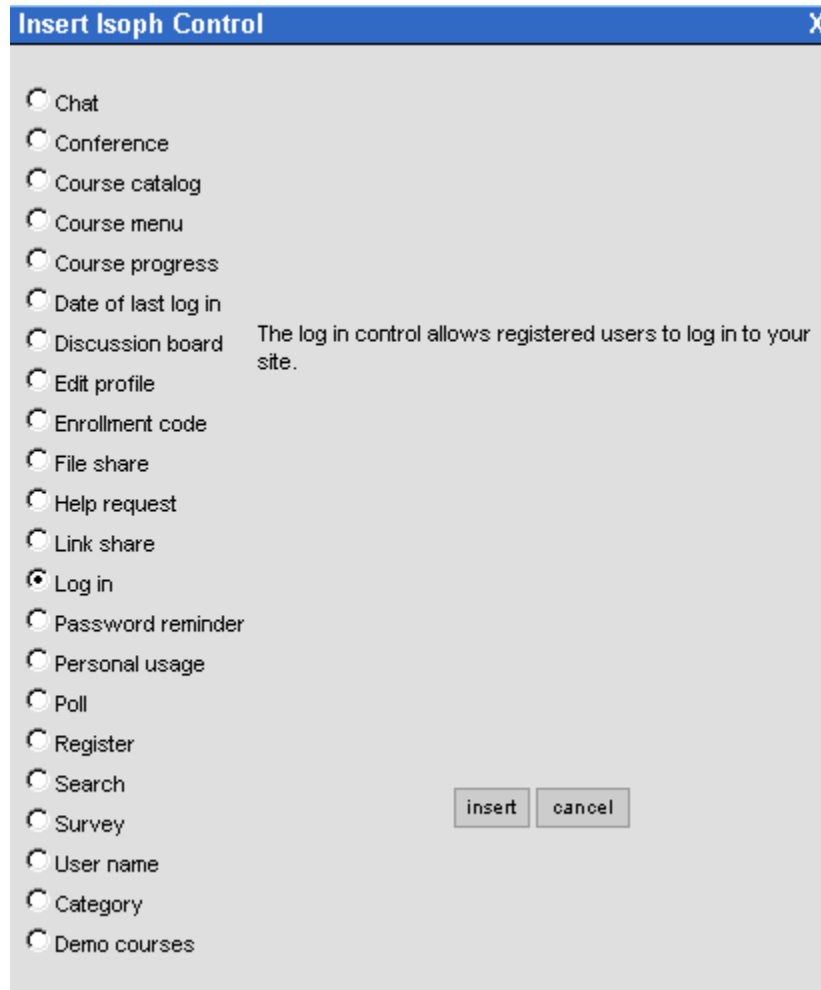 Insert Isoph Control X
Chat
Conference
Course catalog
Course menu
Course progress
Date of last log in
Discussion board
Edit profile
Enrollment code
File share
Help request
Link share
Log in
Password reminder
Personal usage
Poll
Register
Search
Survey
User name
Category
Demo courses
The log in control allows registered users to log in to your
site.
insert cancel